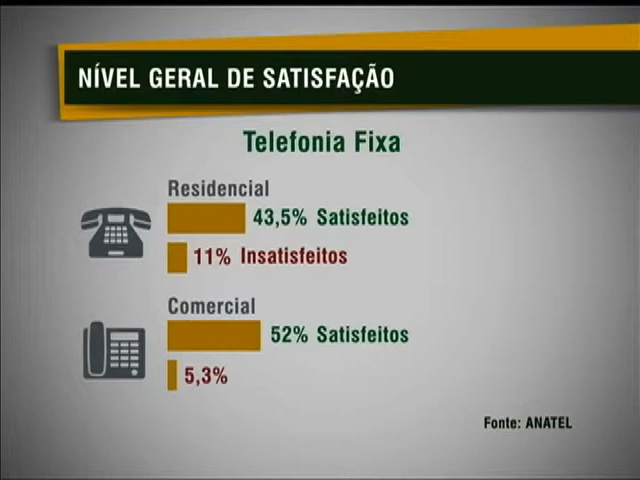 NÍVEL GERAL DE SATISFAÇÃO
Telefonia Fixa
Residencial
43,5% Satisfeitos
11% Insatisfeitos
Comercial
52% Satisfeitos
5,3%
Fonte: ANATEL